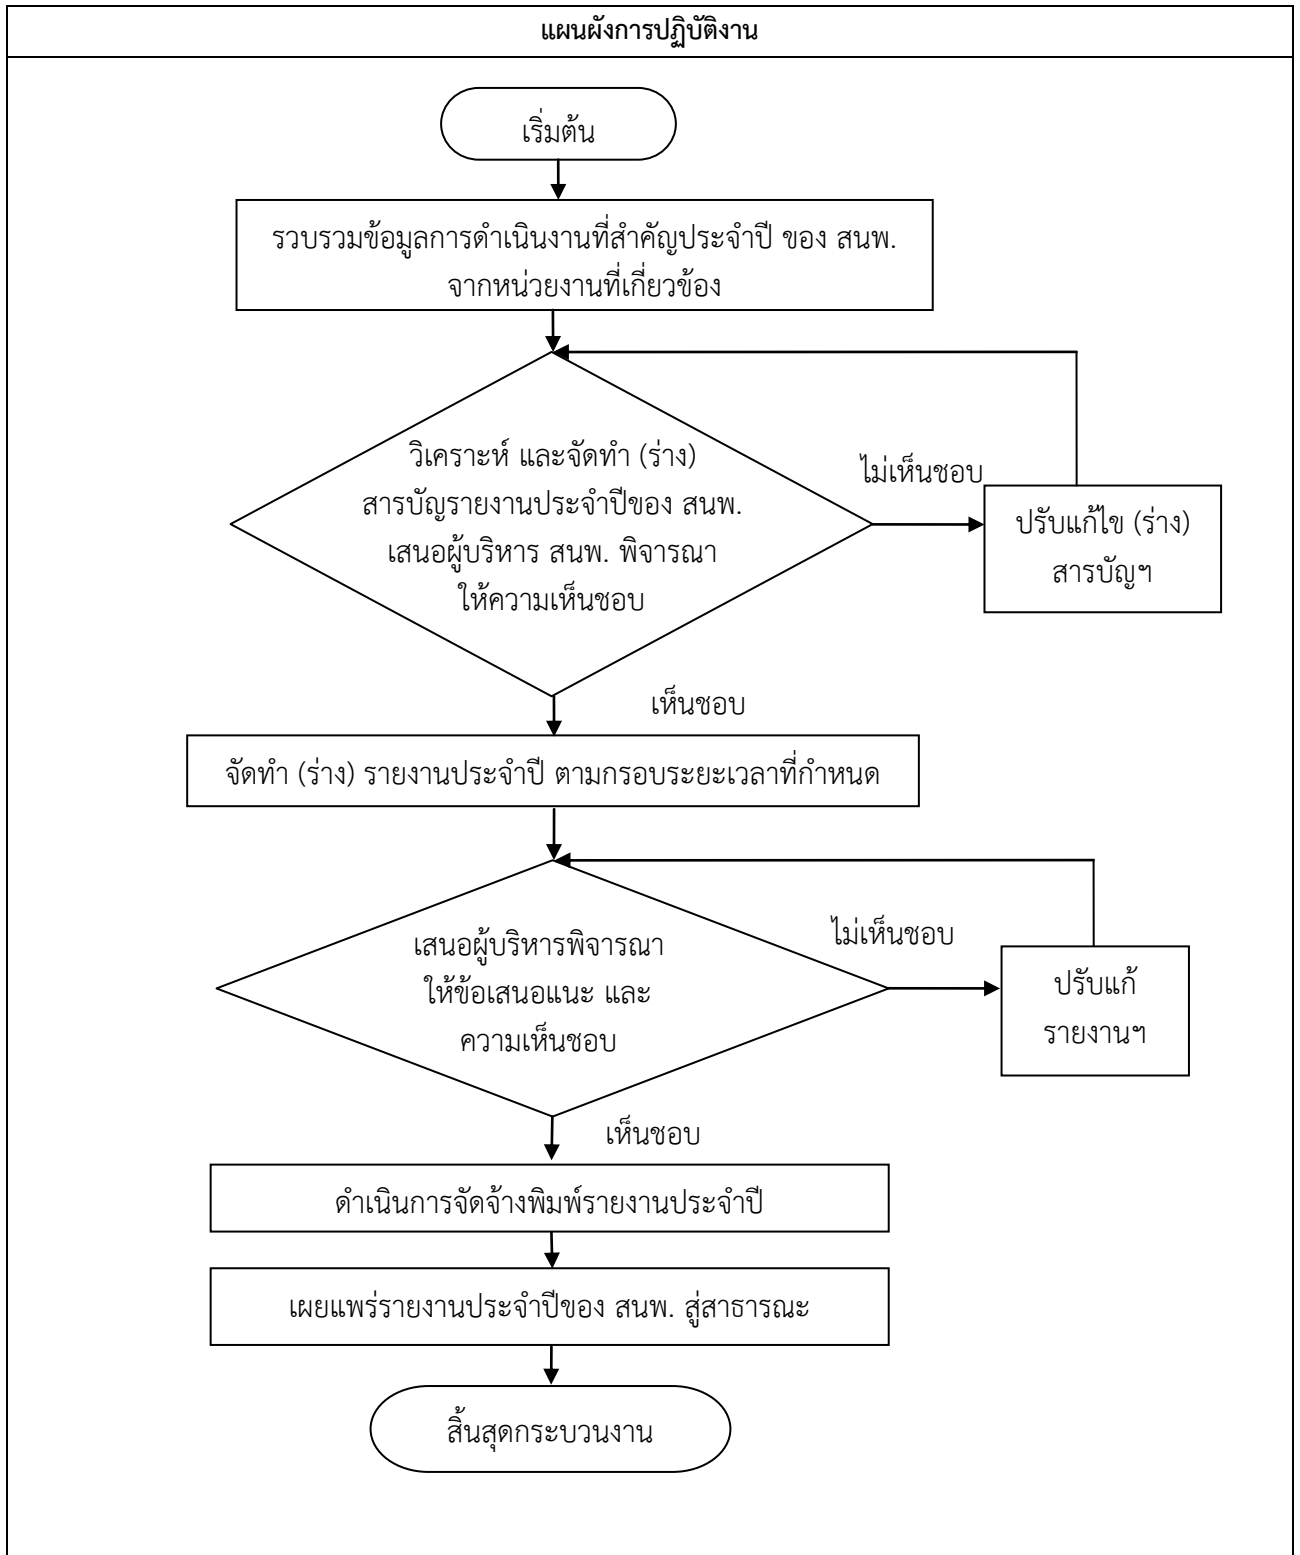 แผนผังการปฏิบัติงาน
เริ่มต้น
รวบรวมข้อมูลการดำเนินงานที่สำคัญประจำปี ของ สนพ.
จากหน่วยงานที่เกี่ยวข้อง
วิเคราะห์ และจัดทำ (ร่าง)
สารบัญรายงานประจำปีของ สนพ.
เสนอผู้บริหาร สนพ. พิจารณา
ให้ความเห็นชอบ
ไม่เห็นชอบ
ปรับแก้ไข (ร่าง)
สารบัญฯ
เห็นชอบ
จัดทำ (ร่าง) รายงานประจำปี ตามกรอบระยะเวลาที่กำหนด
เสนอผู้บริหารพิจารณา
ให้ข้อเสนอแนะ และ
ความเห็นชอบ
ไม่เห็นชอบ
ปรับแก้
รายงานฯ
เห็นชอบ
ดำเนินการจัดจ้างพิมพ์รายงานประจำปี
เผยแพร่รายงานประจำปีของ สนพ. สู่สาธารณะ
สิ้นสุดกระบวนงาน